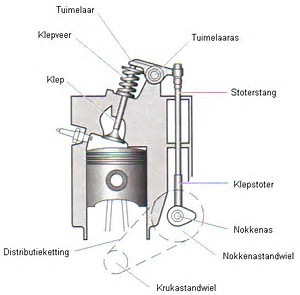 Tuimelaar
Klepveer
Tuimelaaras
Klep
Stoterstang
Klepstoter
Nokkenas
Distributieketting
Nokkenastandwiel
Krukastandwiel